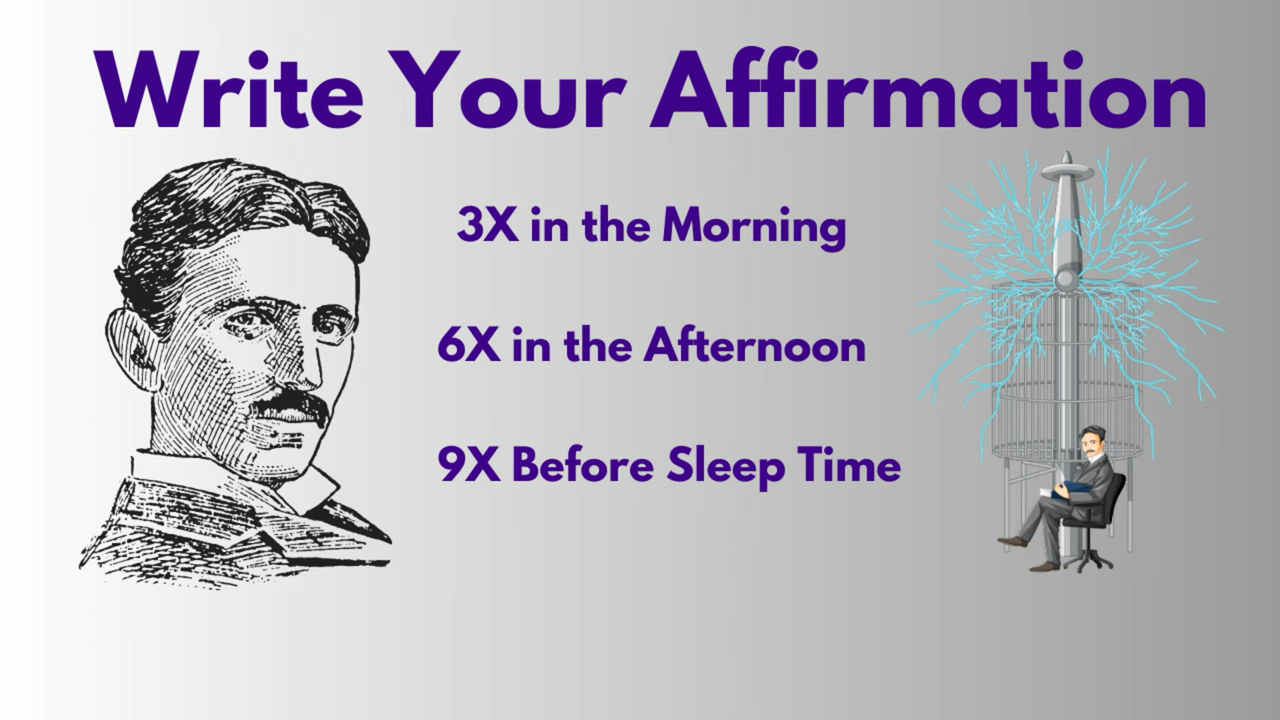 Write Your Affirmation
3X in the Morning
6X in the Afternoon
9X Before Sleep Time